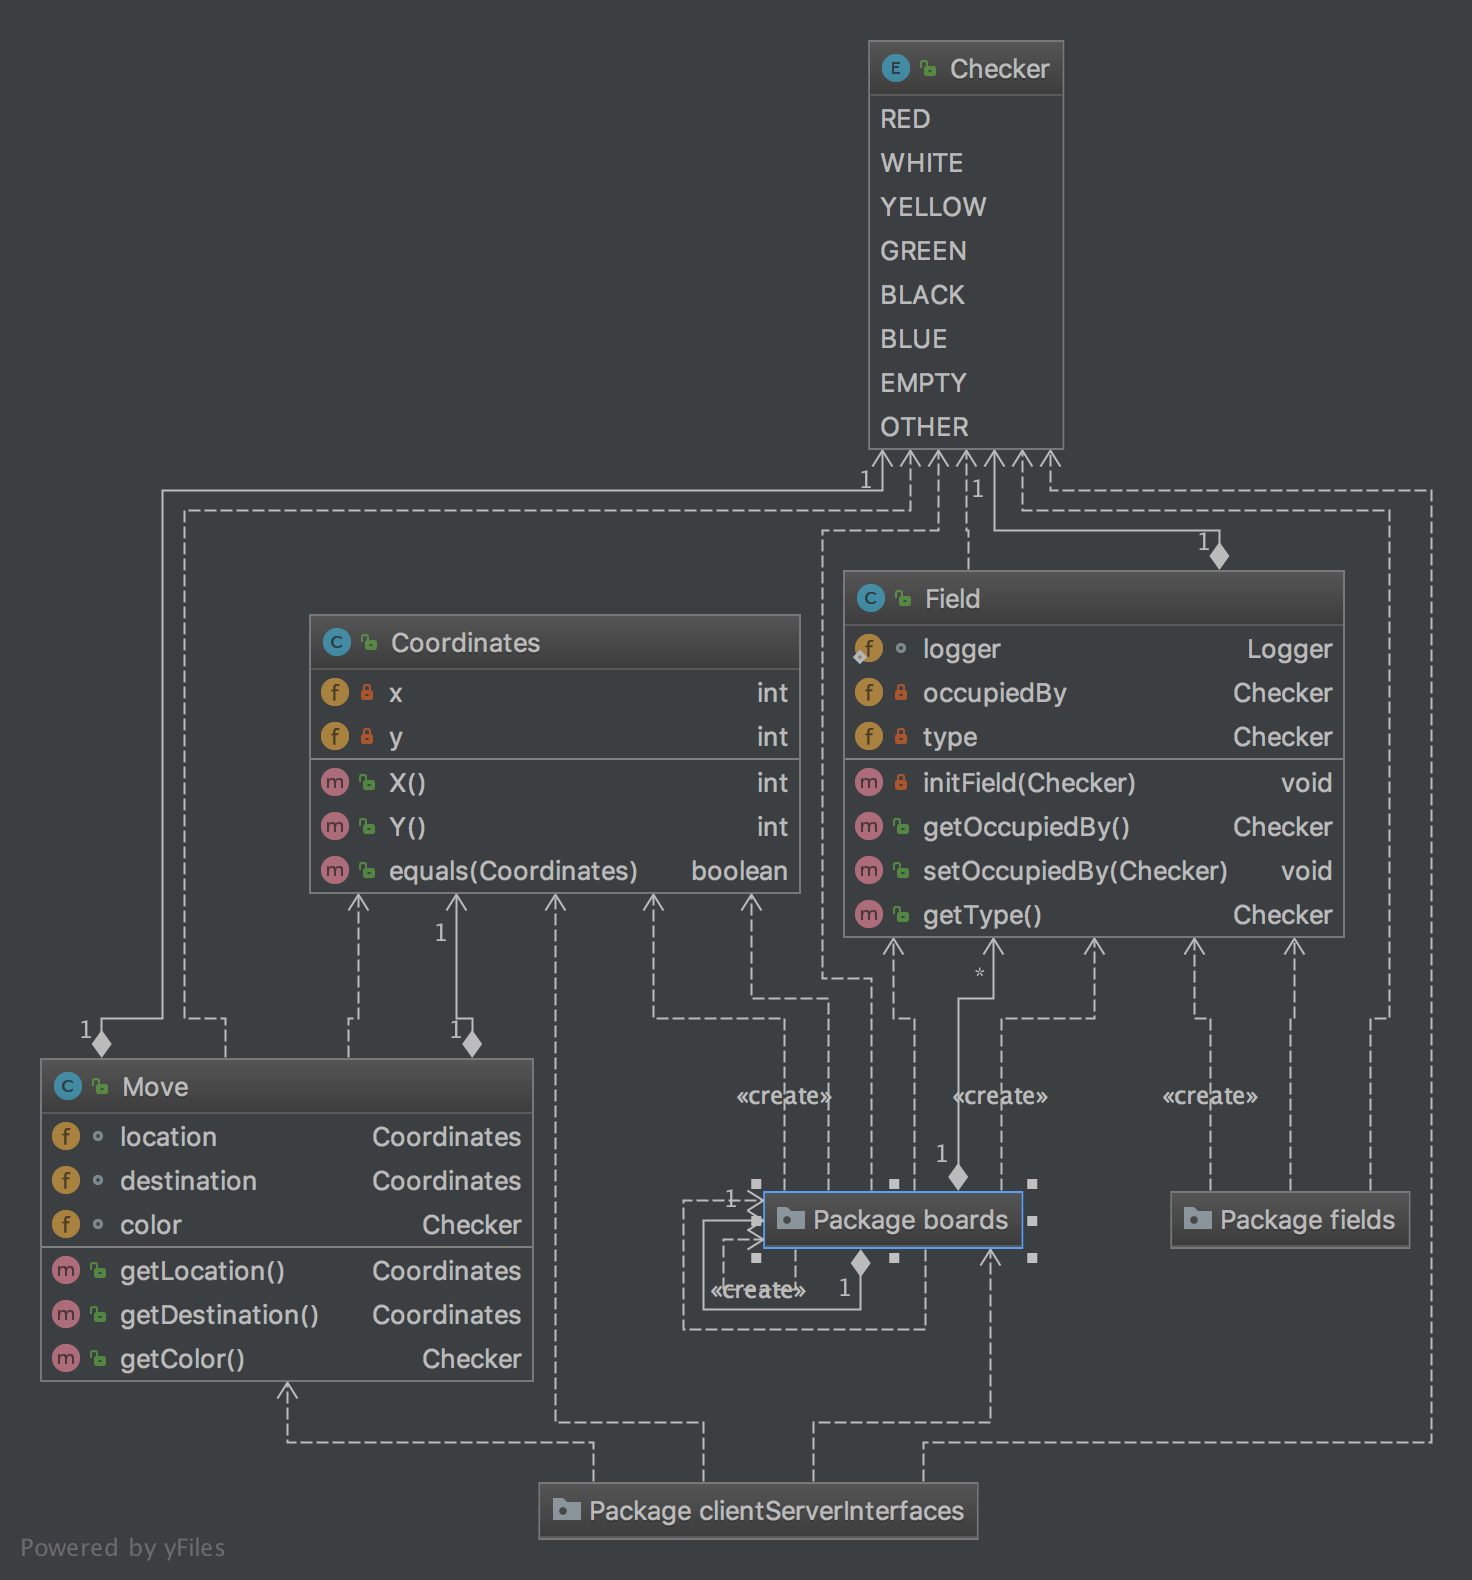 E Checker
RED
WHITE
YELLOW
GREEN
BLACK
BLUE
EMPTY
OTHER
1
1
1
C Field
f logger Logger
f occupiedBy Checker
f type Checker
m initField(Checker) void
m getOccupiedBy() Checker
m setOccupiedBy(Checker) void
m getType() Checker
C Coordinates
f x int
f y int
m X() int
m Y() int
m equals(Coordinates) boolean
1
*
1
1
C Move
f location Coordinates
f destination Coordinates
f color Checker
m getLocation() Coordinates
m getDestination() Coordinates
m getColor() Checker
«create»
«create»
«create»
1
1
Package boards
Package fields
«create»
1
Package clientServerInterfaces
Powered by yFiles